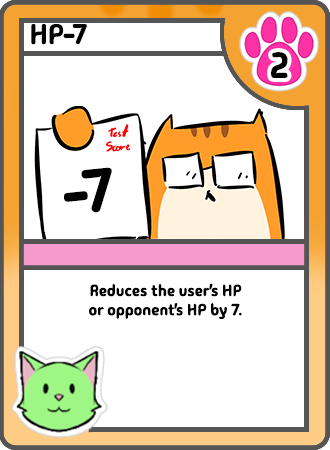 HP-7
2
Test
Score
-7
Reduces the user's HP
or opponent's HP by 7.